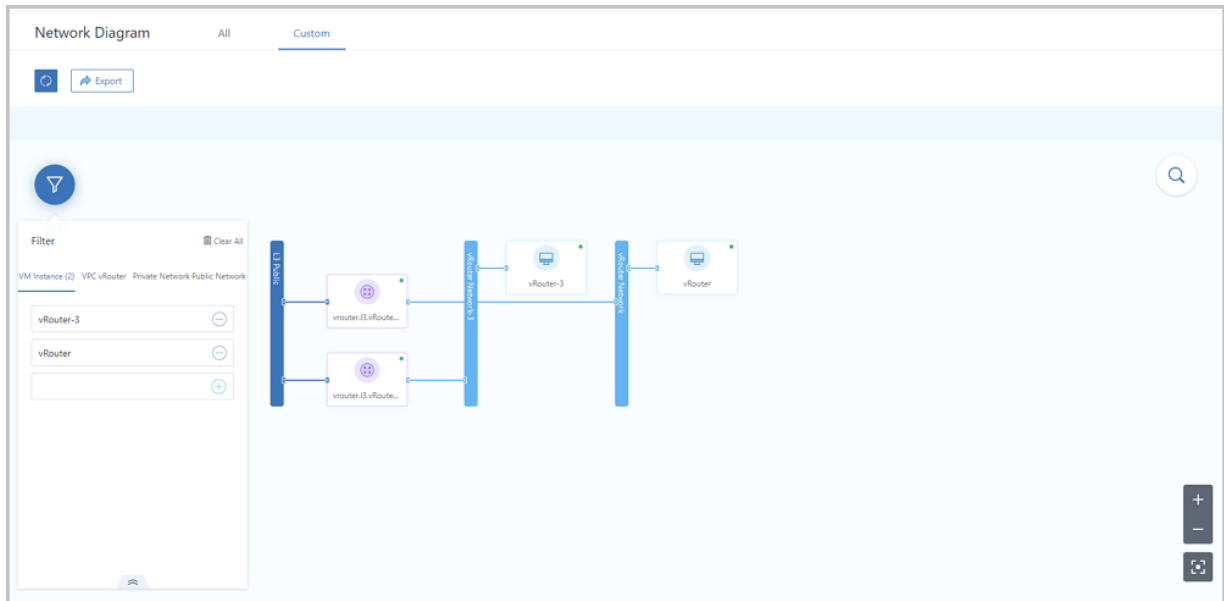 Network Diagram All Custom
Export
Filter Clear All
VM Instance (2) VPC vRouter Private Network Public Network
vRouter-3
vRouter
L3 Public
vrouter.l3.vRoute...
vrouter.l3.vRoute...
vRouter Network-3
vRouter-3
vRouter Network
vRouter